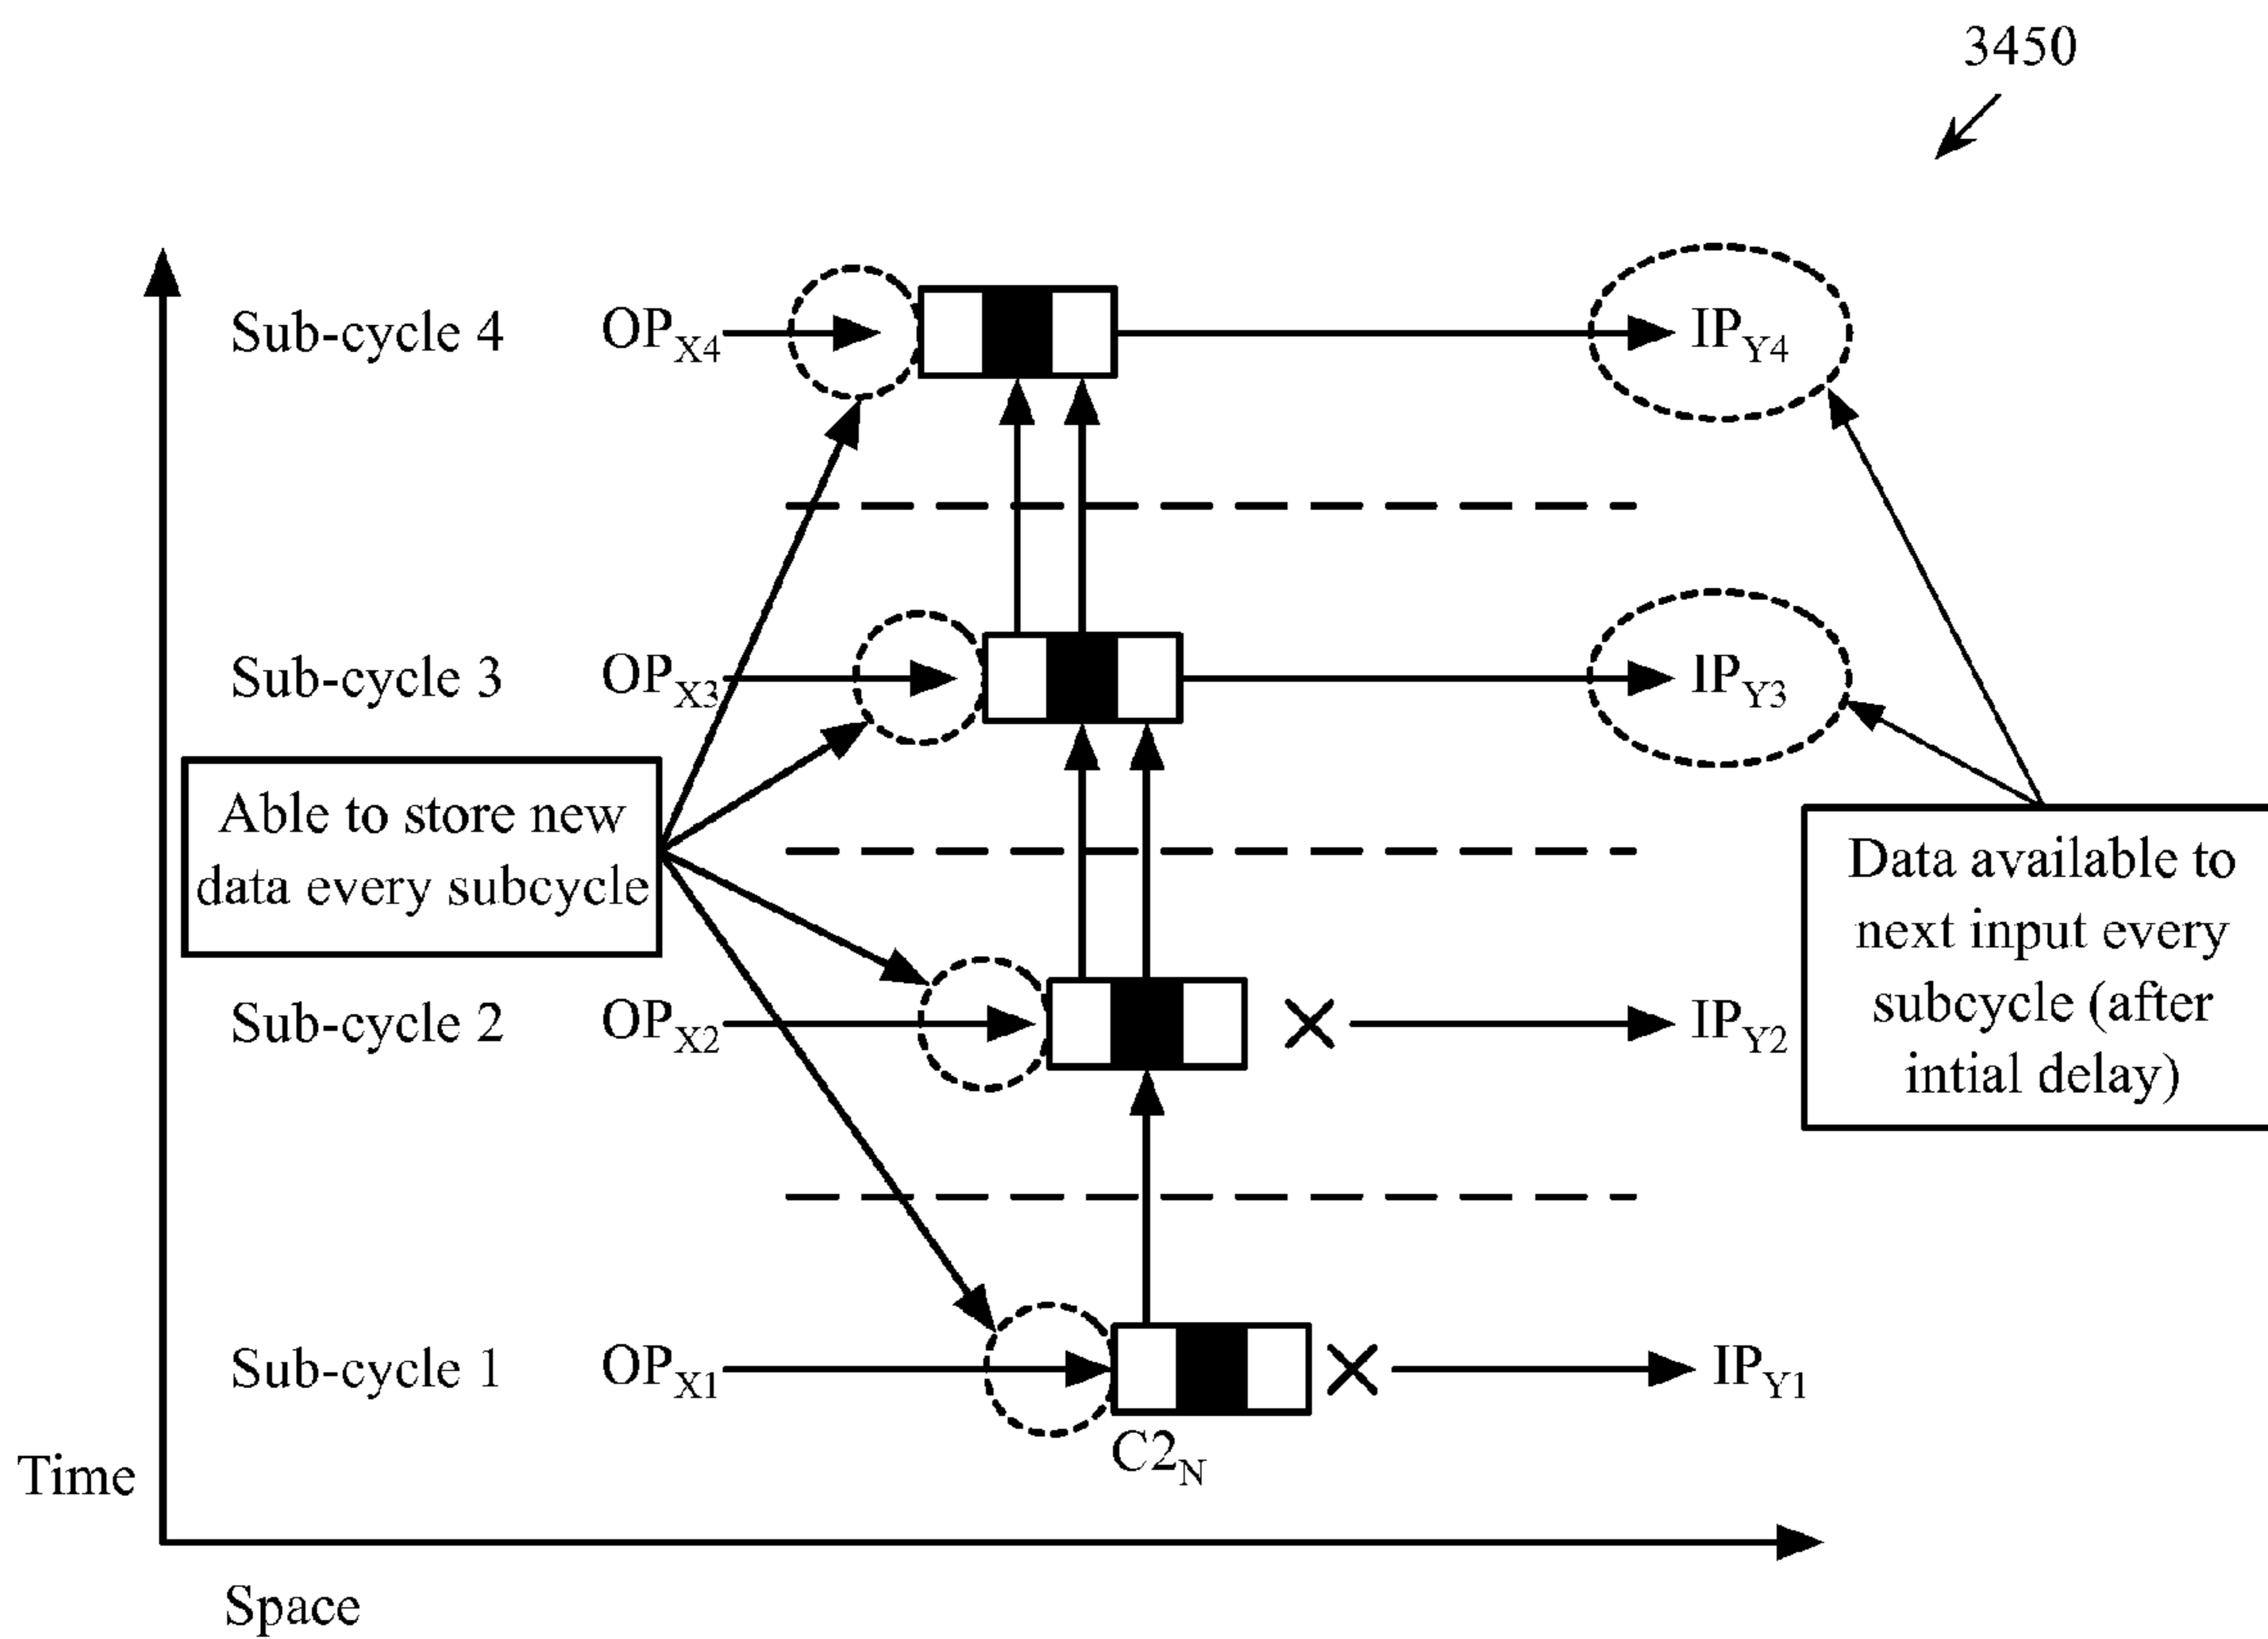 3450
Sub-cycle 4 OPX4 IPY4
Sub-cycle 3 OPX3 IPY3
Able to store new
data every subcycle
Data available to
next input every
subcycle (after
intial delay)
Sub-cycle 2 OPX2 IPY2
Sub-cycle 1 OPX1 IPY1
C2N
Time
Space